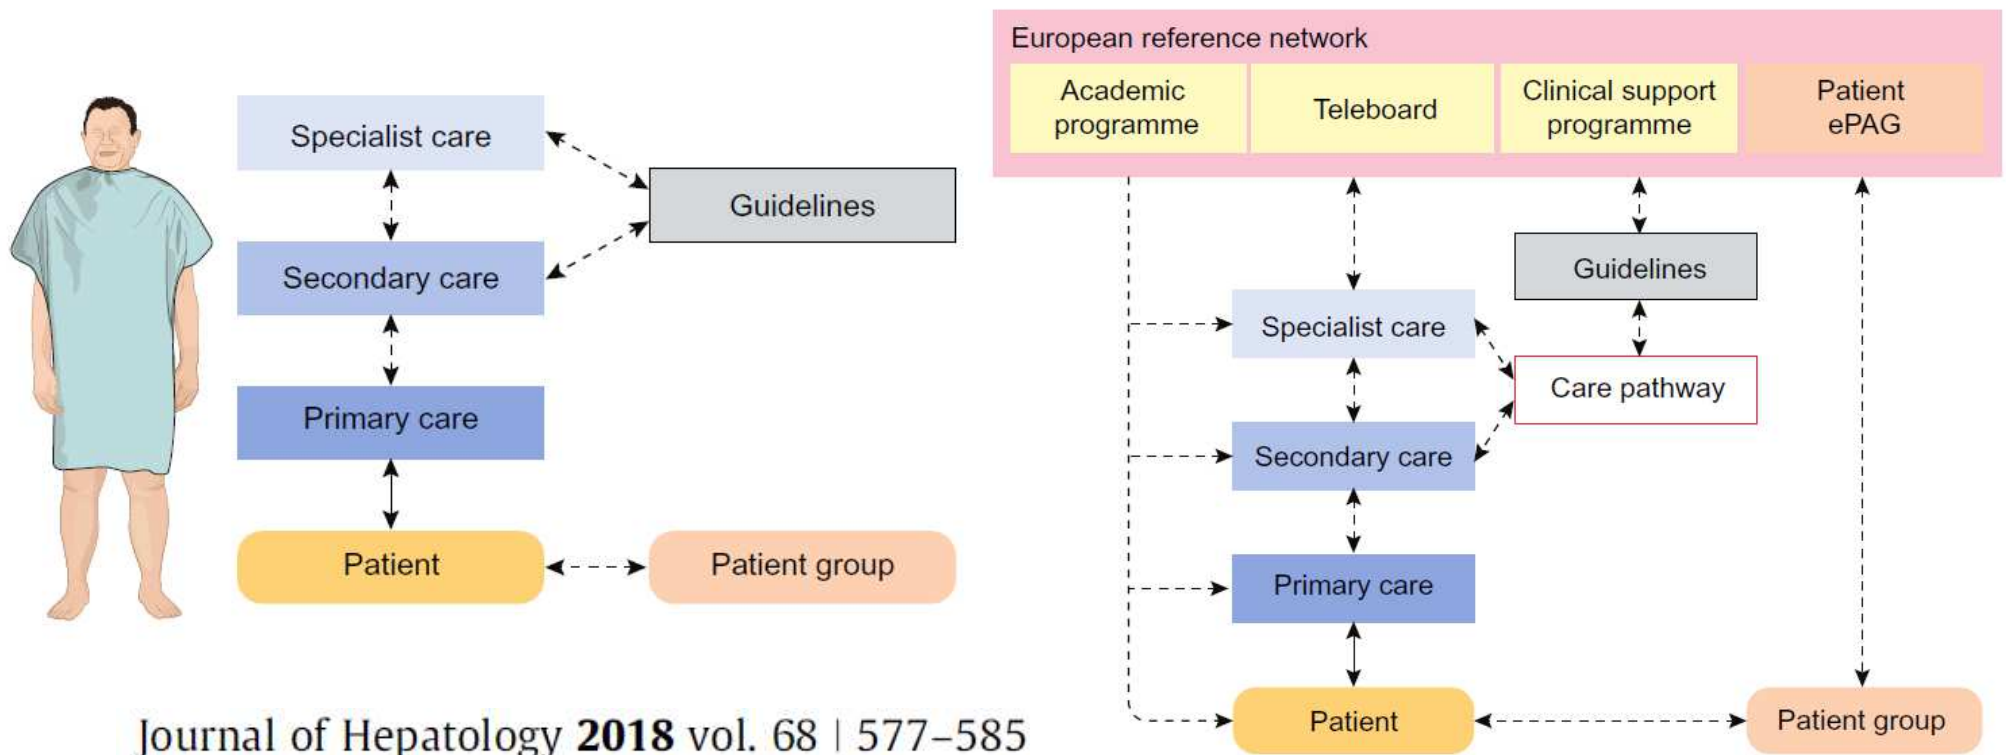 Specialist care
Guidelines
Secondary care
Primary care
Patient
Patient group
European reference network
Academic
programme
Teleboard
Clinical support
programme
Patient
ePAG
Guidelines
Specialist care
Care pathway
Secondary care
Primary care
Patient
Patient group
Journal of Hepatology 2018 vol. 68 | 577–585